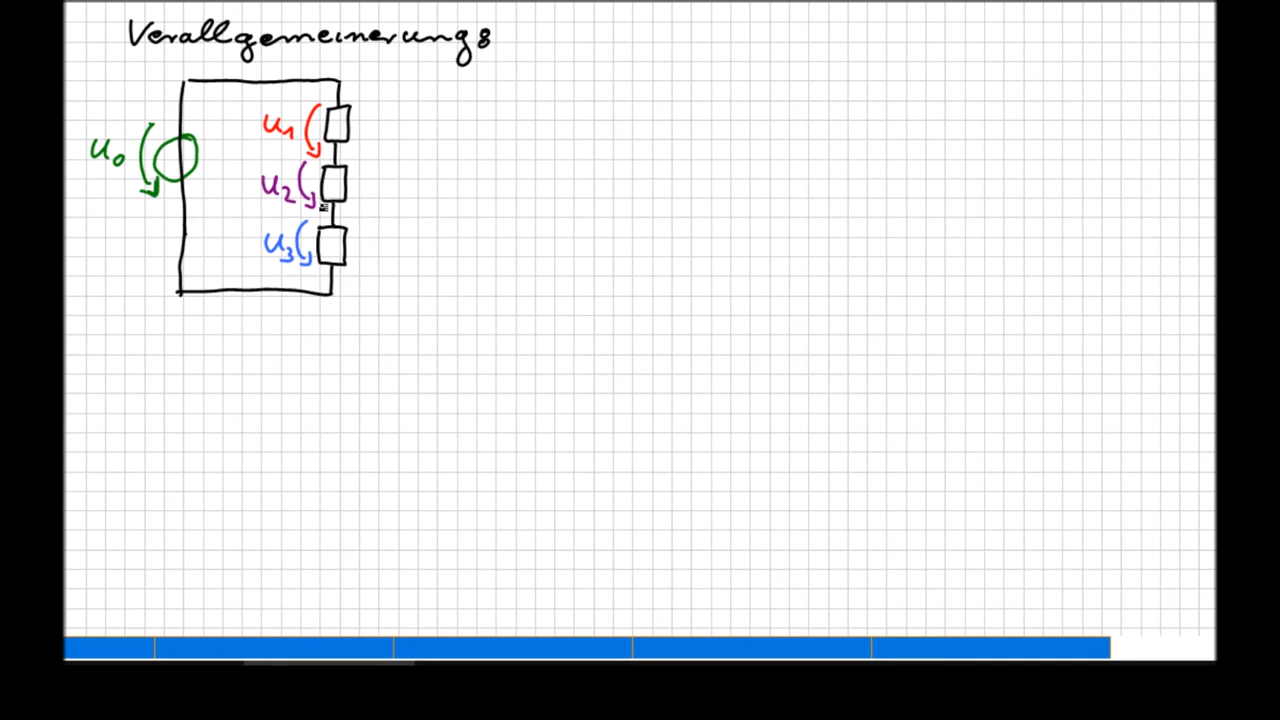 Verallgemeinerung:
u₀
u₁
u₂
u₃